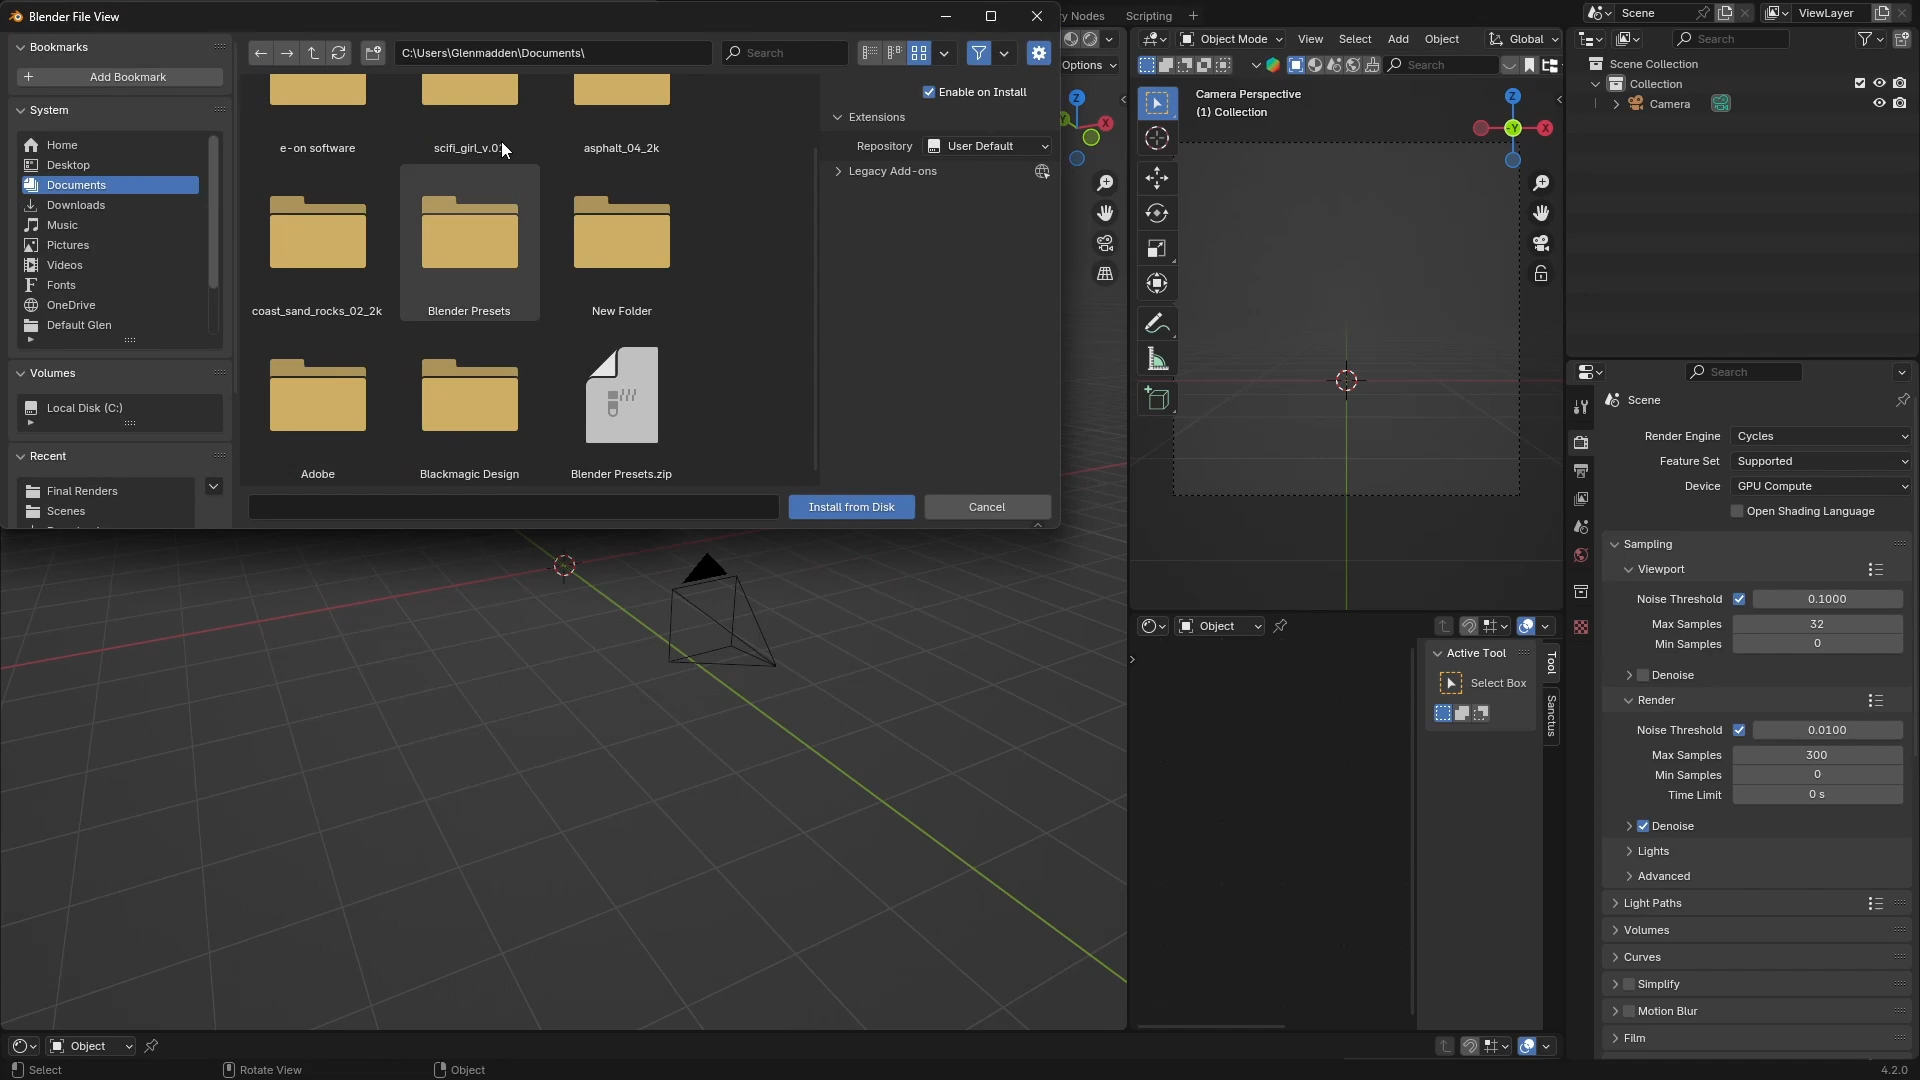 Blender File View
Bookmarks
Add Bookmark
System
Home
Desktop
Documents
Downloads
Music
Pictures
Videos
Fonts
OneDrive
Default Glen
Volumes
Local Disk (C:)
Recent
Final Renders
Scenes
C:\Users\Glenmadden\Documents\
Search
e-on software
asphalt_04_2k
coast_sand_rocks_02_2k
Blender Presets
New Folder
Adobe
Blackmagic Design
Blender Presets.zip
Enable on Install
Extensions
Repository
User Default
Legacy Add-ons
Install from Disk
Cancel
Nodes
Scripting
Options
Object Mode
View
Select
Add
Object
Global
Search
Camera Perspective
(1) Collection
Z
X
Z
-Y
X
Scene
ViewLayer
Search
Scene Collection
Collection
Camera
Search
Scene
Render Engine
Cycles
Feature Set
Supported
Device
GPU Compute
Open Shading Language
Sampling
Viewport
Noise Threshold
0.1000
Max Samples
32
Min Samples
0
Denoise
Render
Noise Threshold
0.0100
Max Samples
300
Min Samples
0
Time Limit
0 s
Denoise
Lights
Advanced
Light Paths
Volumes
Curves
Simplify
Motion Blur
Film
Object
Active Tool
Select Box
Tool
Sanctus
Object
Select
Rotate View
Object
4.2.0